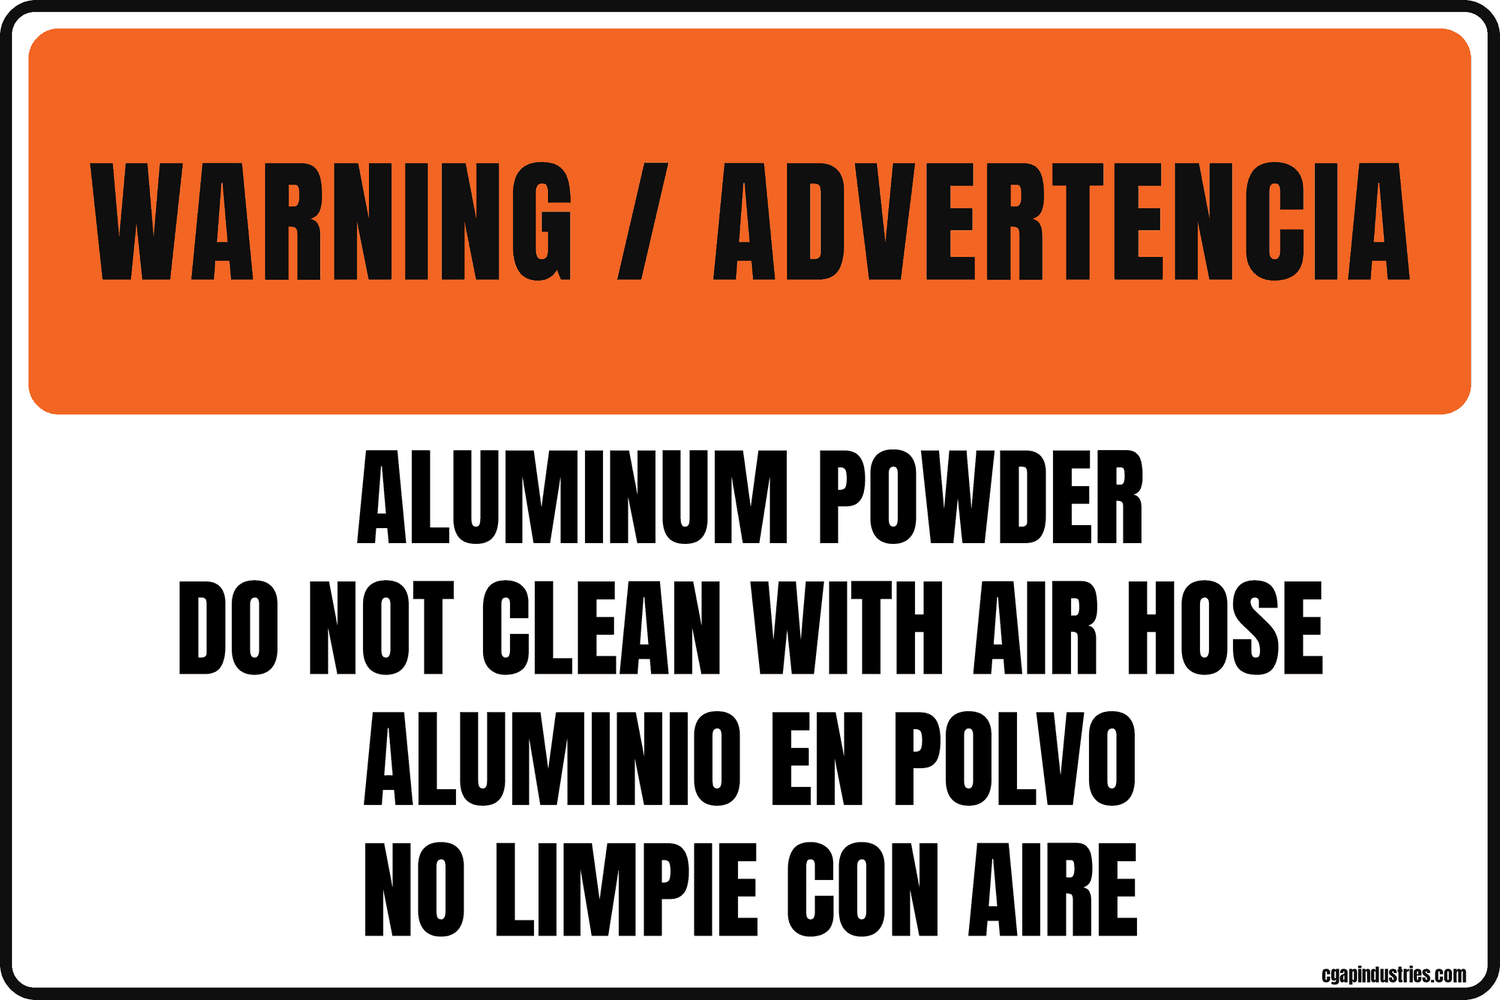 WARNING / ADVERTENCIA
ALUMINUM POWDER
DO NOT CLEAN WITH AIR HOSE
ALUMINIO EN POLVO
NO LIMPIE CON AIRE
cgapindustries.com